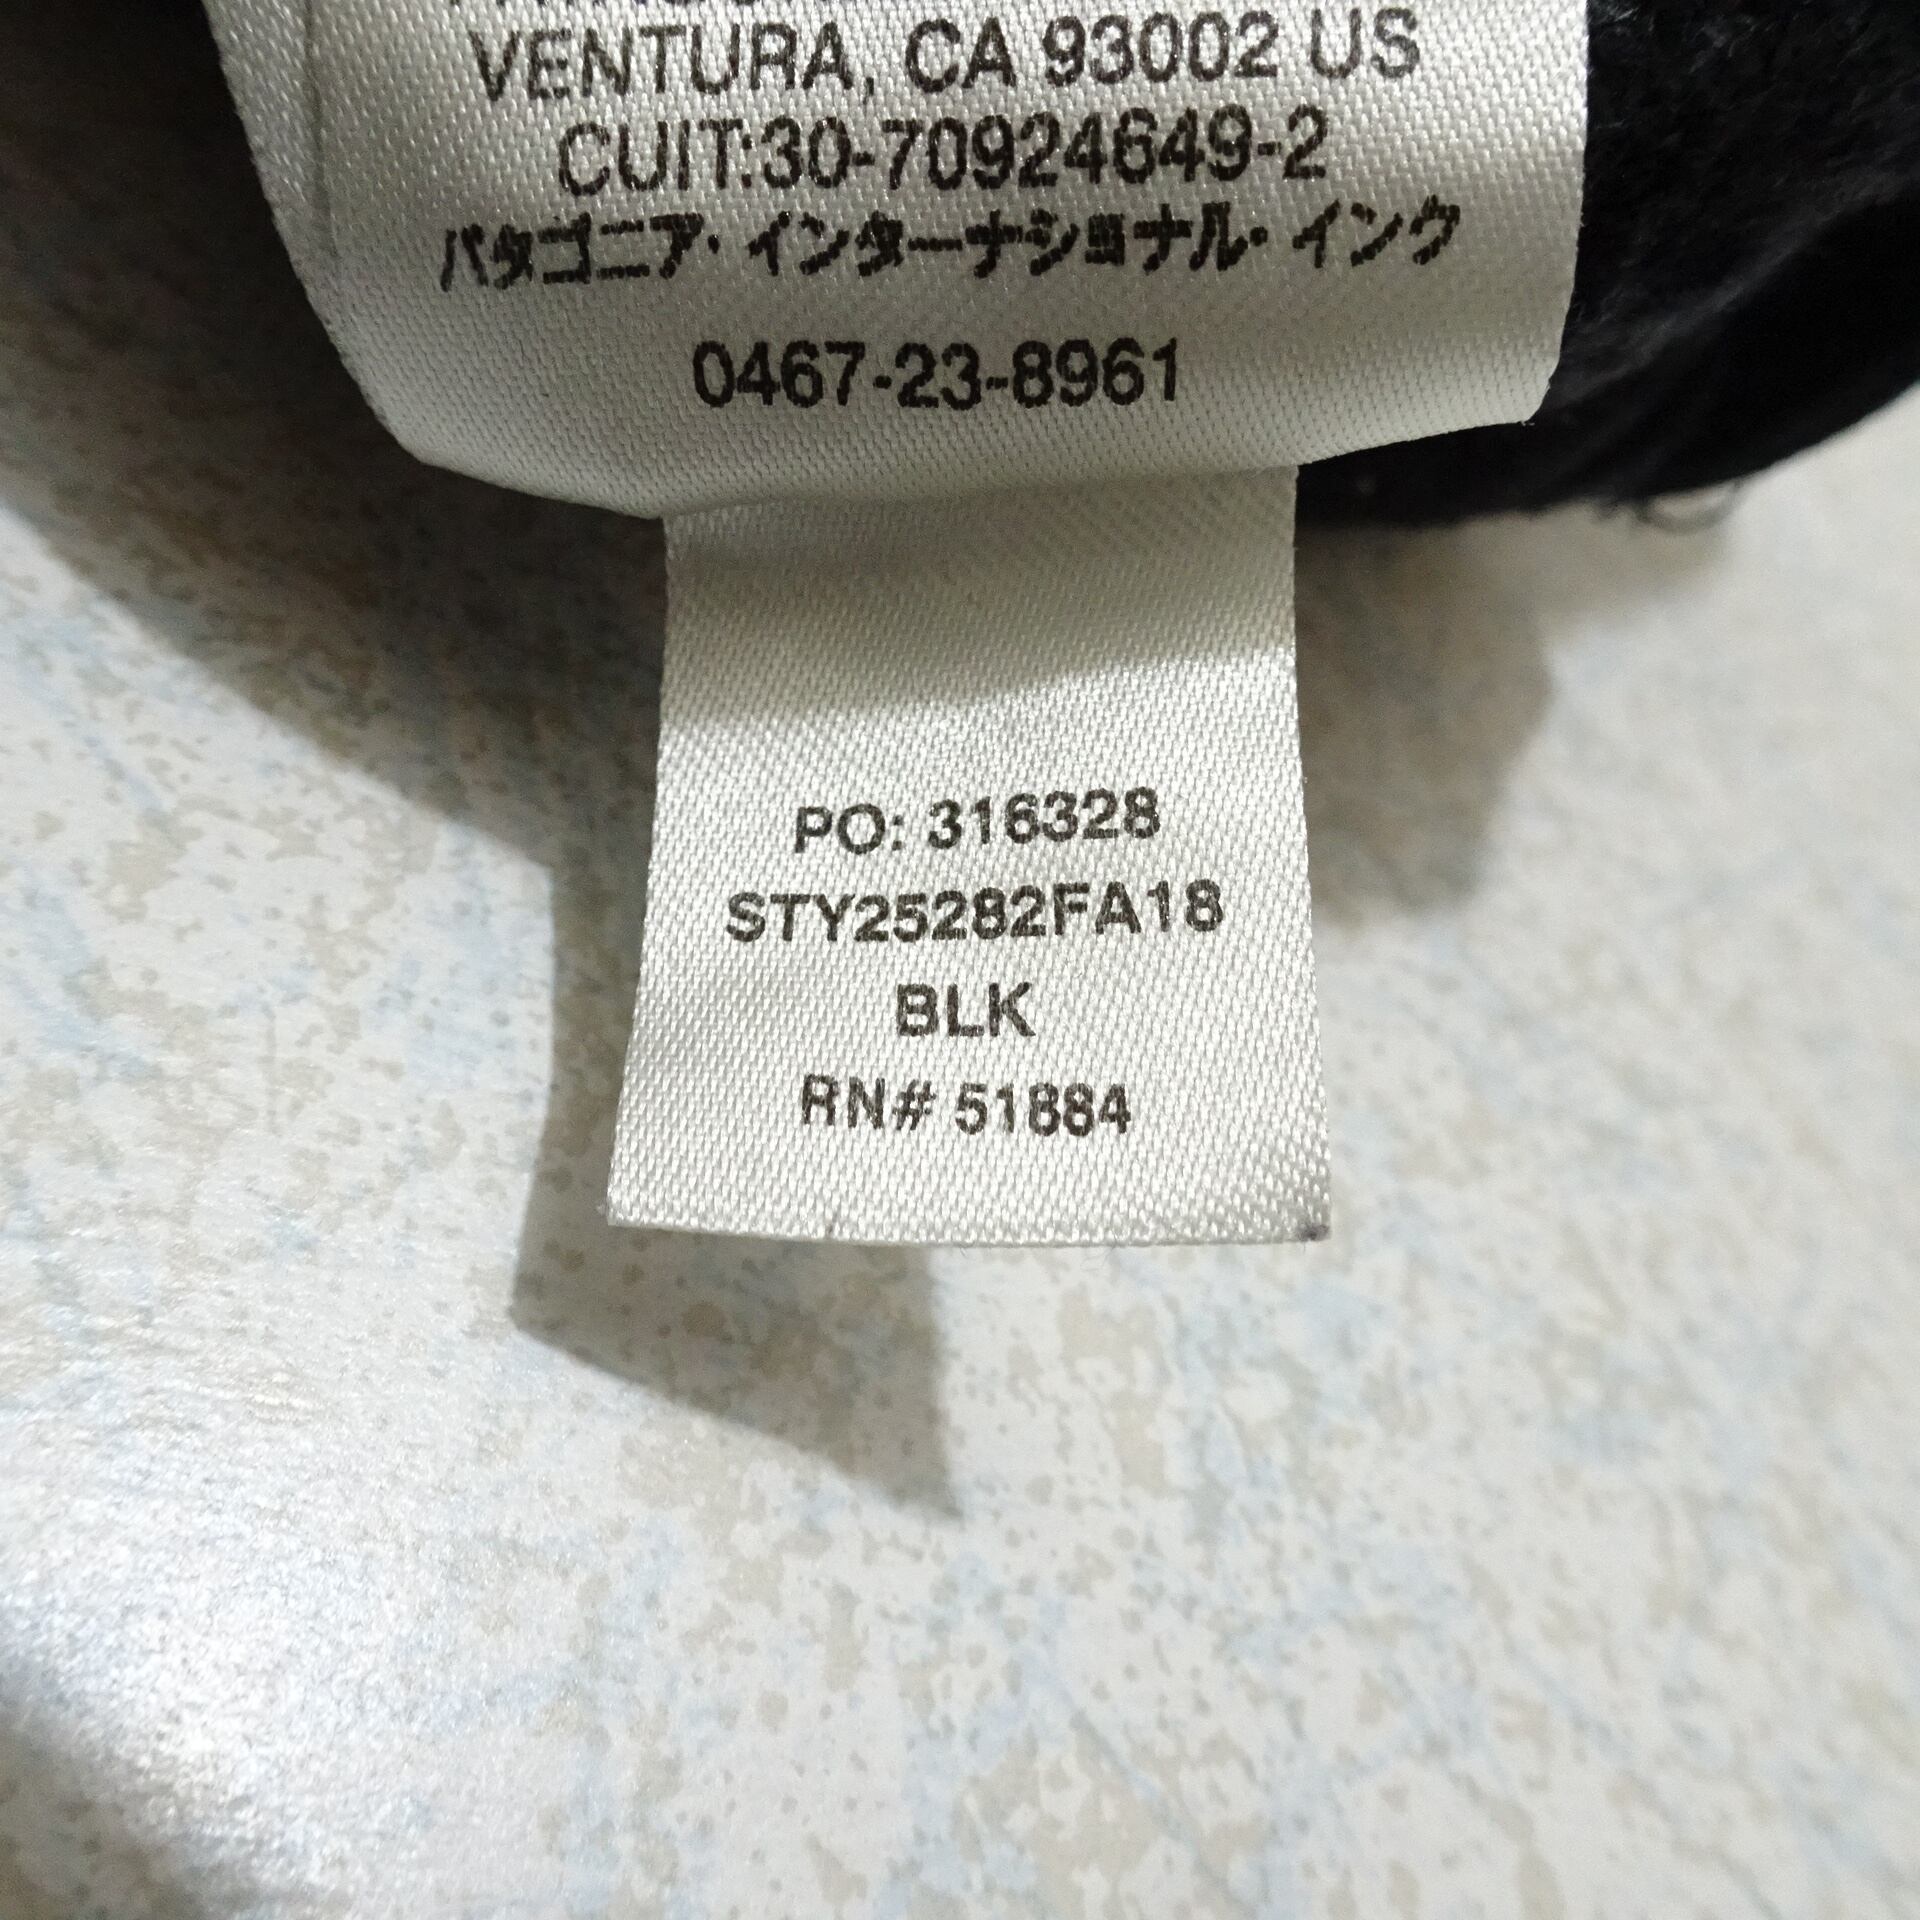 VENTURA, CA 93002 US
CUIT:30-70924649-2
パタゴニア・インターナショナル・インク
0467-23-8961
PO: 316328
STY25282FA18
BLK
RN# 51884